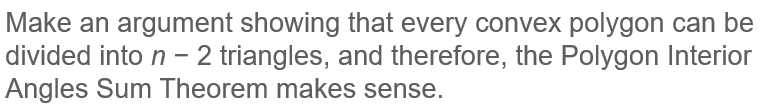 Make an argument showing that every convex polygon can be
divided into n − 2 triangles, and therefore, the Polygon Interior
Angles Sum Theorem makes sense.